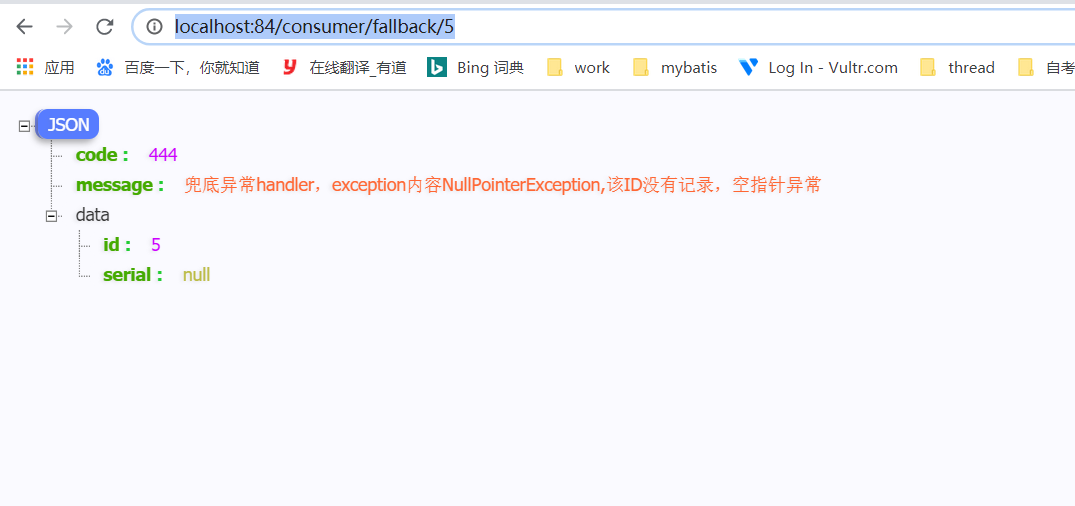 localhost:84/consumer/fallback/5
应用 百度一下，你就知道 在线翻译_有道 Bing 词典 work mybatis Log In - Vultr.com thread 自考
JSON
code : 444
message : 兜底异常handler，exception内容NullPointerException,该ID没有记录，空指针异常
data
id : 5
serial : null